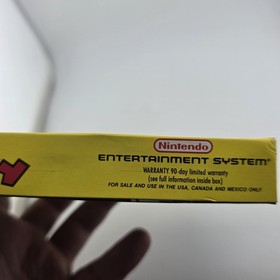 Nintendo
ENTERTAINMENT SYSTEM®
WARRANTY: 90-day limited warranty
(see full information inside box)
FOR SALE AND USE IN THE USA, CANADA AND MEXICO ONLY